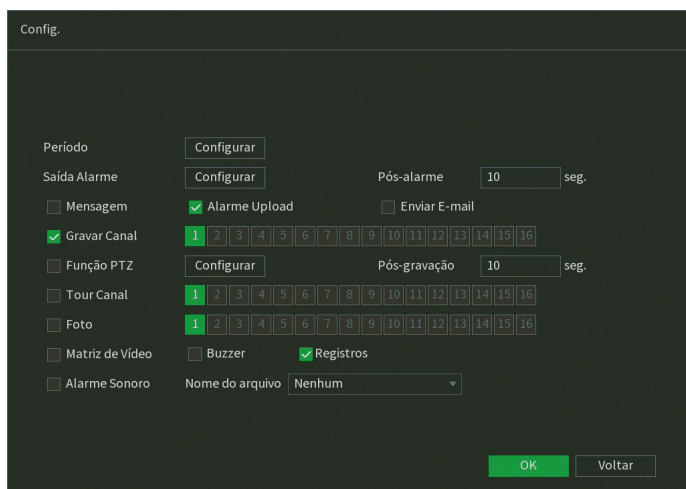 Config.
Período Configurar
Saída Alarme Configurar Pós-alarme 10 seg.
Mensagem Alarme Upload Enviar E-mail
Gravar Canal 1 2 3 4 5 6 7 8 9 10 11 12 13 14 15 16
Função PTZ Configurar Pós-gravação 10 seg.
Tour Canal 1 2 3 4 5 6 7 8 9 10 11 12 13 14 15 16
Foto 1 2 3 4 5 6 7 8 9 10 11 12 13 14 15 16
Matriz de Vídeo Buzzer Registros
Alarme Sonoro Nome do arquivo Nenhum
OK Voltar